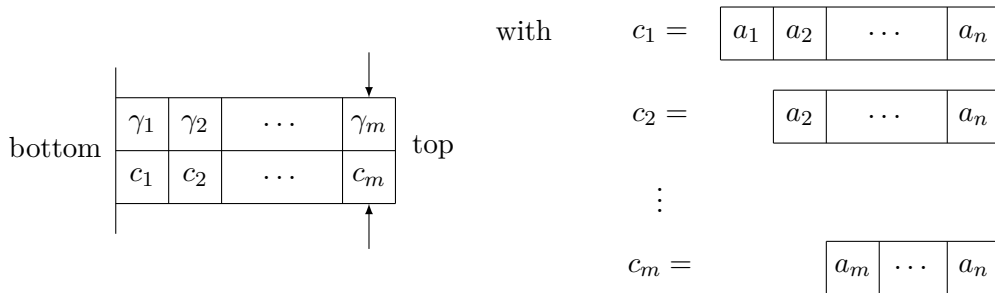 with c₁ = a₁ a₂ ⋯ aₙ
γ₁ γ₂ ⋯ γₘ
c₂ = a₂ ⋯ aₙ
bottom top
c₁ c₂ ⋯ cₘ
⋮
cₘ = aₘ ⋯ aₙ